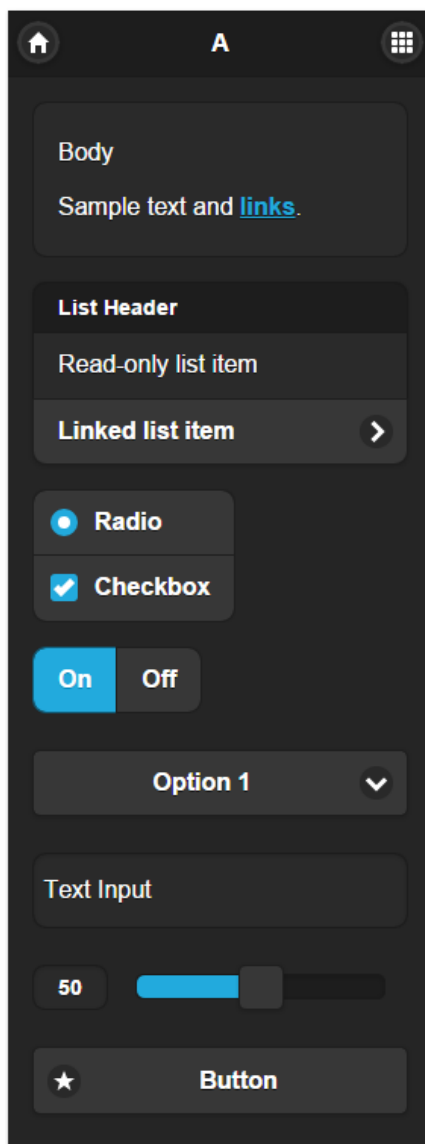 A
Body
Sample text and links.
List Header
Read-only list item
Linked list item
Radio
Checkbox
On Off
Option 1
Text Input
50
Button